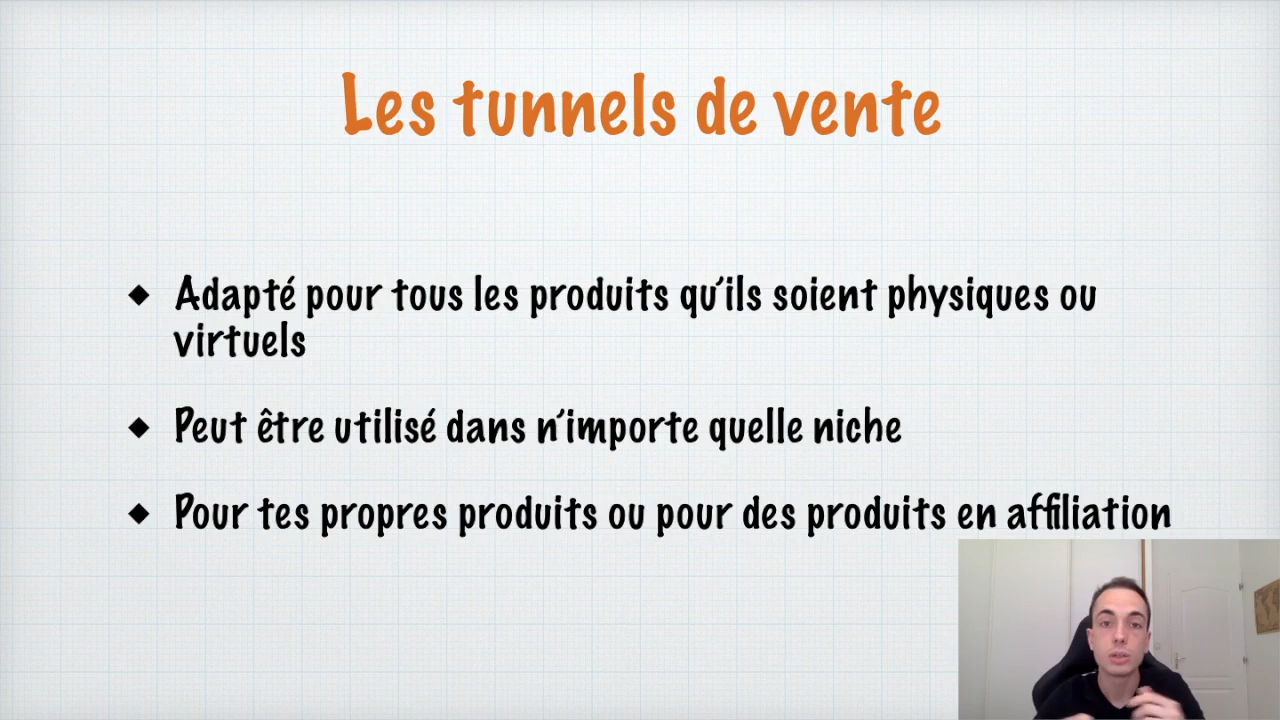 Les tunnels de vente
Adapté pour tous les produits qu'ils soient physiques ou
virtuels
Peut être utilisé dans n'importe quelle niche
Pour tes propres produits ou pour des produits en affiliation